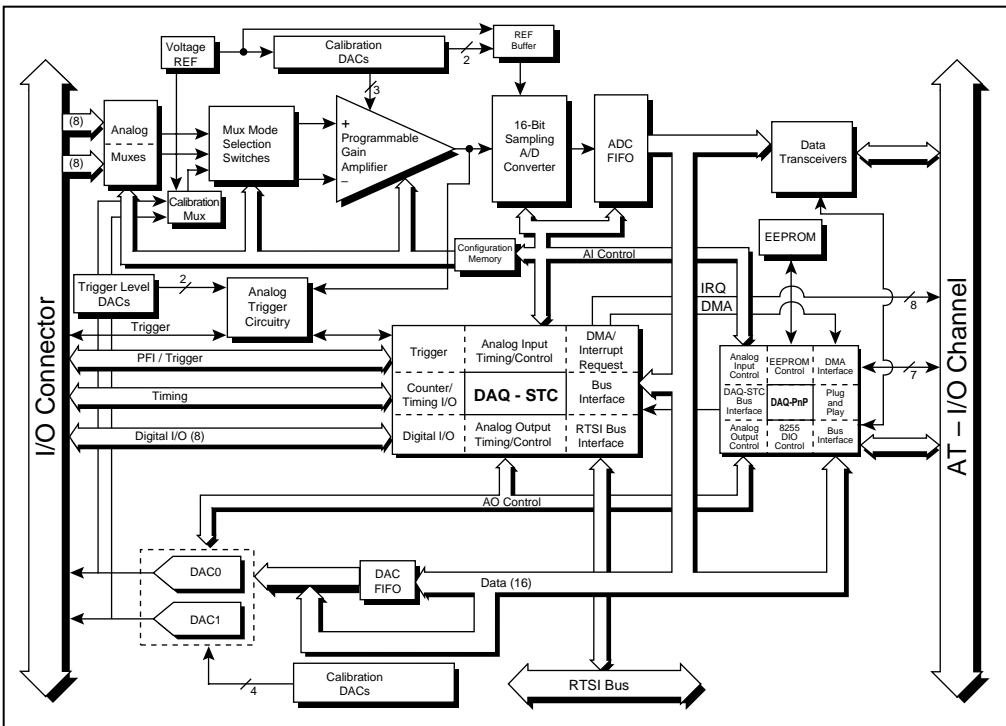 Voltage
REF
Calibration
DACs
2
REF
Buffer
3
(8)
(8)
Analog
Muxes
Mux Mode
Selection
Switches
+
Programmable
Gain
Amplifier
–
16-Bit
Sampling
A/D
Converter
ADC
FIFO
Data
Transceivers
Calibration
Mux
Configuration
Memory
AI Control
EEPROM
Trigger Level
DACs
2
Analog
Trigger
Circuitry
IRQ
DMA
8
Trigger
PFI / Trigger
Timing
Digital I/O (8)
Trigger
Analog Input
Timing/Control
DMA/
Interrupt
Request
Counter/
Timing I/O
DAQ - STC
Bus
Interface
Digital I/O
Analog Output
Timing/Control
RTSI Bus
Interface
Analog
Input
Control
EEPROM
Control
DMA
Interface
DAQ-STC
Bus
Interface
DAQ-PnP
Plug
and
Play
Analog
Output
Control
8255
DIO
Control
Bus
Interface
7
I/O Connector
AT – I/O Channel
AO Control
DAC0
DAC1
DAC
FIFO
Data (16)
4
Calibration
DACs
RTSI Bus